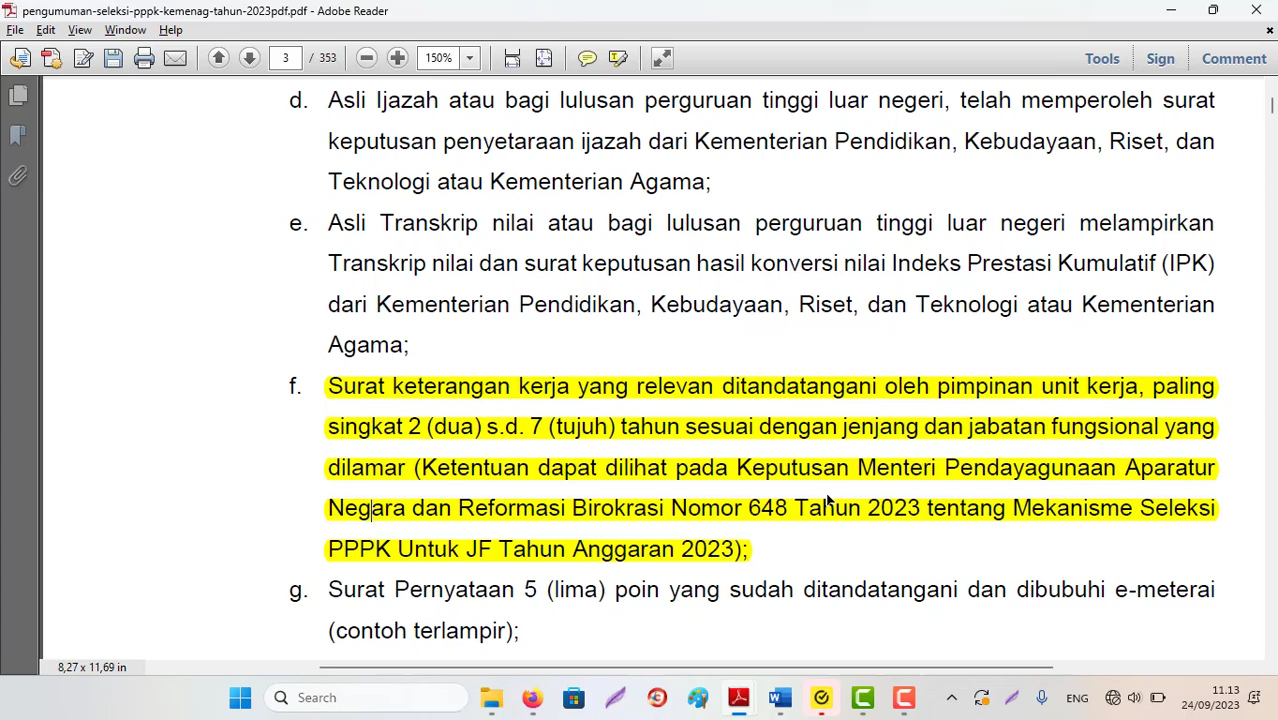 pengumuman-seleksi-pppk-kemenag-tahun-2023pdf.pdf - Adobe Reader
File Edit View Window Help
3 / 353 150% Tools Sign Comment
d. Asli Ijazah atau bagi lulusan perguruan tinggi luar negeri, telah memperoleh surat
keputusan penyetaraan ijazah dari Kementerian Pendidikan, Kebudayaan, Riset, dan
Teknologi atau Kementerian Agama;
e. Asli Transkrip nilai atau bagi lulusan perguruan tinggi luar negeri melampirkan
Transkrip nilai dan surat keputusan hasil konversi nilai Indeks Prestasi Kumulatif (IPK)
dari Kementerian Pendidikan, Kebudayaan, Riset, dan Teknologi atau Kementerian
Agama;
f. Surat keterangan kerja yang relevan ditandatangani oleh pimpinan unit kerja, paling
singkat 2 (dua) s.d. 7 (tujuh) tahun sesuai dengan jenjang dan jabatan fungsional yang
dilamar (Ketentuan dapat dilihat pada Keputusan Menteri Pendayagunaan Aparatur
Negara dan Reformasi Birokrasi Nomor 648 Tahun 2023 tentang Mekanisme Seleksi
PPPK Untuk JF Tahun Anggaran 2023);
g. Surat Pernyataan 5 (lima) poin yang sudah ditandatangani dan dibubuhi e-meterai
(contoh terlampir);
8,27 x 11,69 in
Search ENG 11.13
24/09/2023